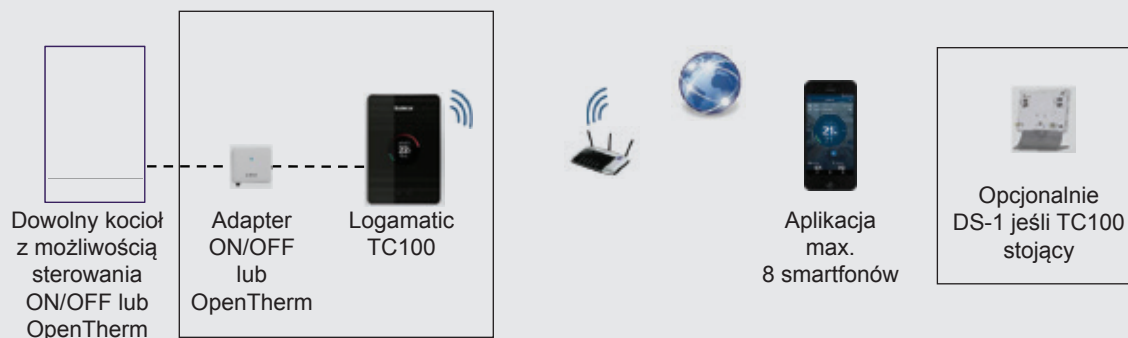 Dowolny kocioł
z możliwością
sterowania
ON/OFF lub
OpenTherm
Adapter
ON/OFF
lub
OpenTherm
Logamatic
TC100
Aplikacja
max.
8 smartfonów
Opcjonalnie
DS-1 jeśli TC100
stojący